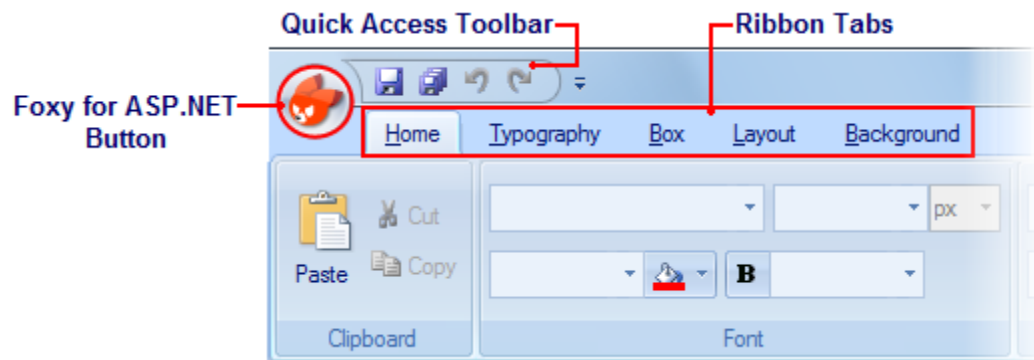 Quick Access Toolbar
Ribbon Tabs
Foxy for ASP.NET
Button
Home Typography Box Layout Background
Cut
px
Paste
Copy
B
Clipboard
Font